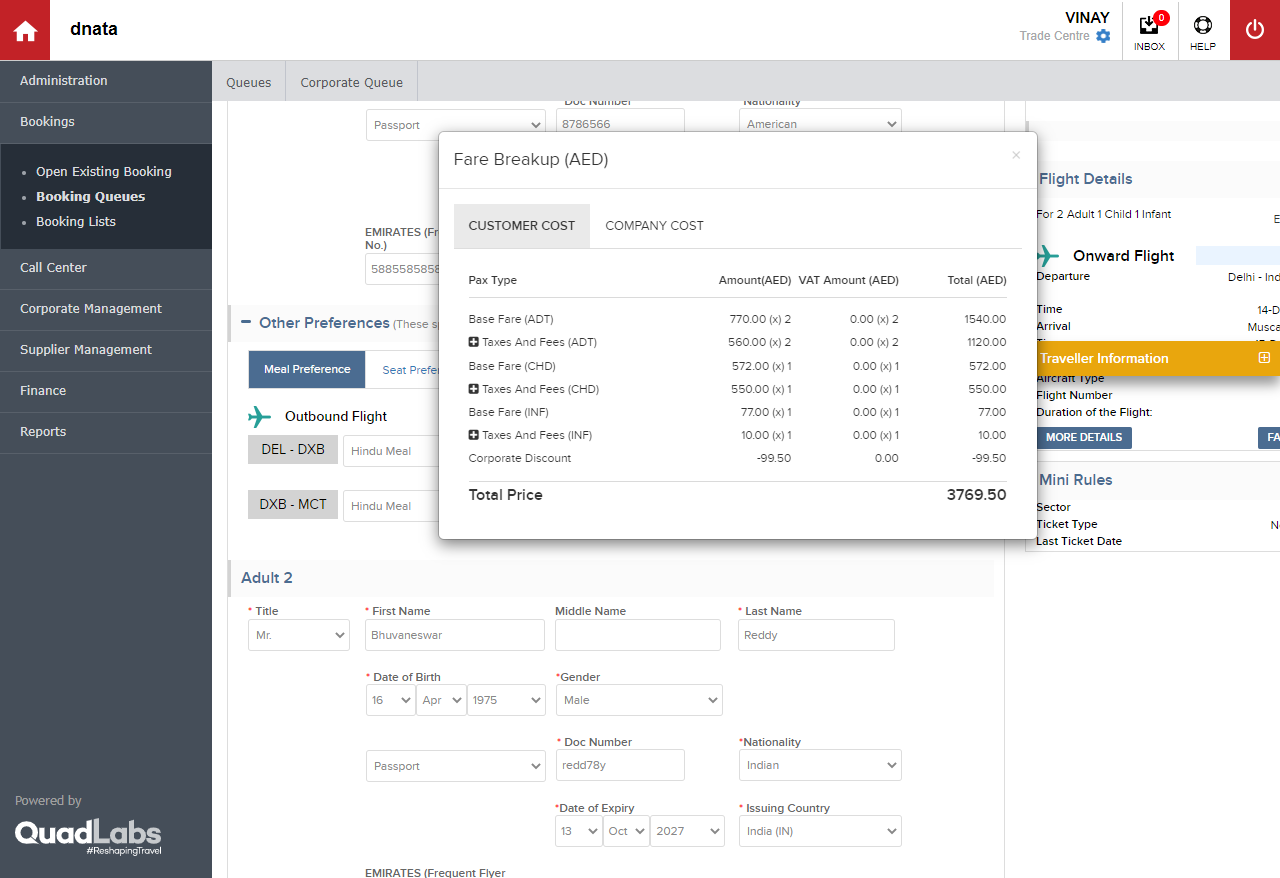 dnata
VINAY
Trade Centre
0
INBOX
HELP
Administration
Bookings
Open Existing Booking
Booking Queues
Booking Lists
Call Center
Corporate Management
Supplier Management
Finance
Reports
Powered by
QuadLabs
#ReshapingTravel
Queues
Corporate Queue
Doc Number
Nationality
Passport
8786566
American
EMIRATES (Fr
No.)
5885585858
− Other Preferences (These s
Meal Preference
Seat Prefer
Outbound Flight
DEL - DXB
Hindu Meal
DXB - MCT
Hindu Meal
Fare Breakup (AED)
×
CUSTOMER COST
COMPANY COST
Pax Type Amount(AED) VAT Amount (AED) Total (AED)
Base Fare (ADT) 770.00 (x) 2 0.00 (x) 2 1540.00
Taxes And Fees (ADT) 560.00 (x) 2 0.00 (x) 2 1120.00
Base Fare (CHD) 572.00 (x) 1 0.00 (x) 1 572.00
Taxes And Fees (CHD) 550.00 (x) 1 0.00 (x) 1 550.00
Base Fare (INF) 77.00 (x) 1 0.00 (x) 1 77.00
Taxes And Fees (INF) 10.00 (x) 1 0.00 (x) 1 10.00
Corporate Discount -99.50 0.00 -99.50
Total Price 3769.50
Adult 2
* Title
* First Name
Middle Name
* Last Name
Mr.
Bhuvaneswar
Reddy
* Date of Birth
*Gender
16
Apr
1975
Male
* Doc Number
*Nationality
Passport
redd78y
Indian
*Date of Expiry
* Issuing Country
13
Oct
2027
India (IN)
EMIRATES (Frequent Flyer
Flight Details
For 2 Adult 1 Child 1 Infant
E
Onward Flight
Departure
Delhi - Ind
Time
14-D
Arrival
Musca
Traveller Information
Aircraft Type
Flight Number
Duration of the Flight:
MORE DETAILS
FA
Mini Rules
Sector
Ticket Type
Last Ticket Date